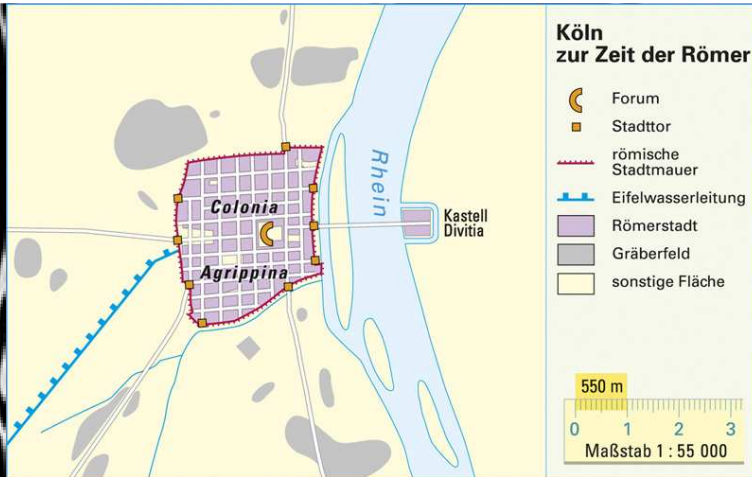 Köln
zur Zeit der Römer
Forum
Stadttor
römische
Stadtmauer
Eifelwasserleitung
Römerstadt
Gräberfeld
sonstige Fläche
Colonia
Agrippina
Rhein
Kastell
Divitia
550 m
0 1 2 3
Maßstab 1 : 55 000